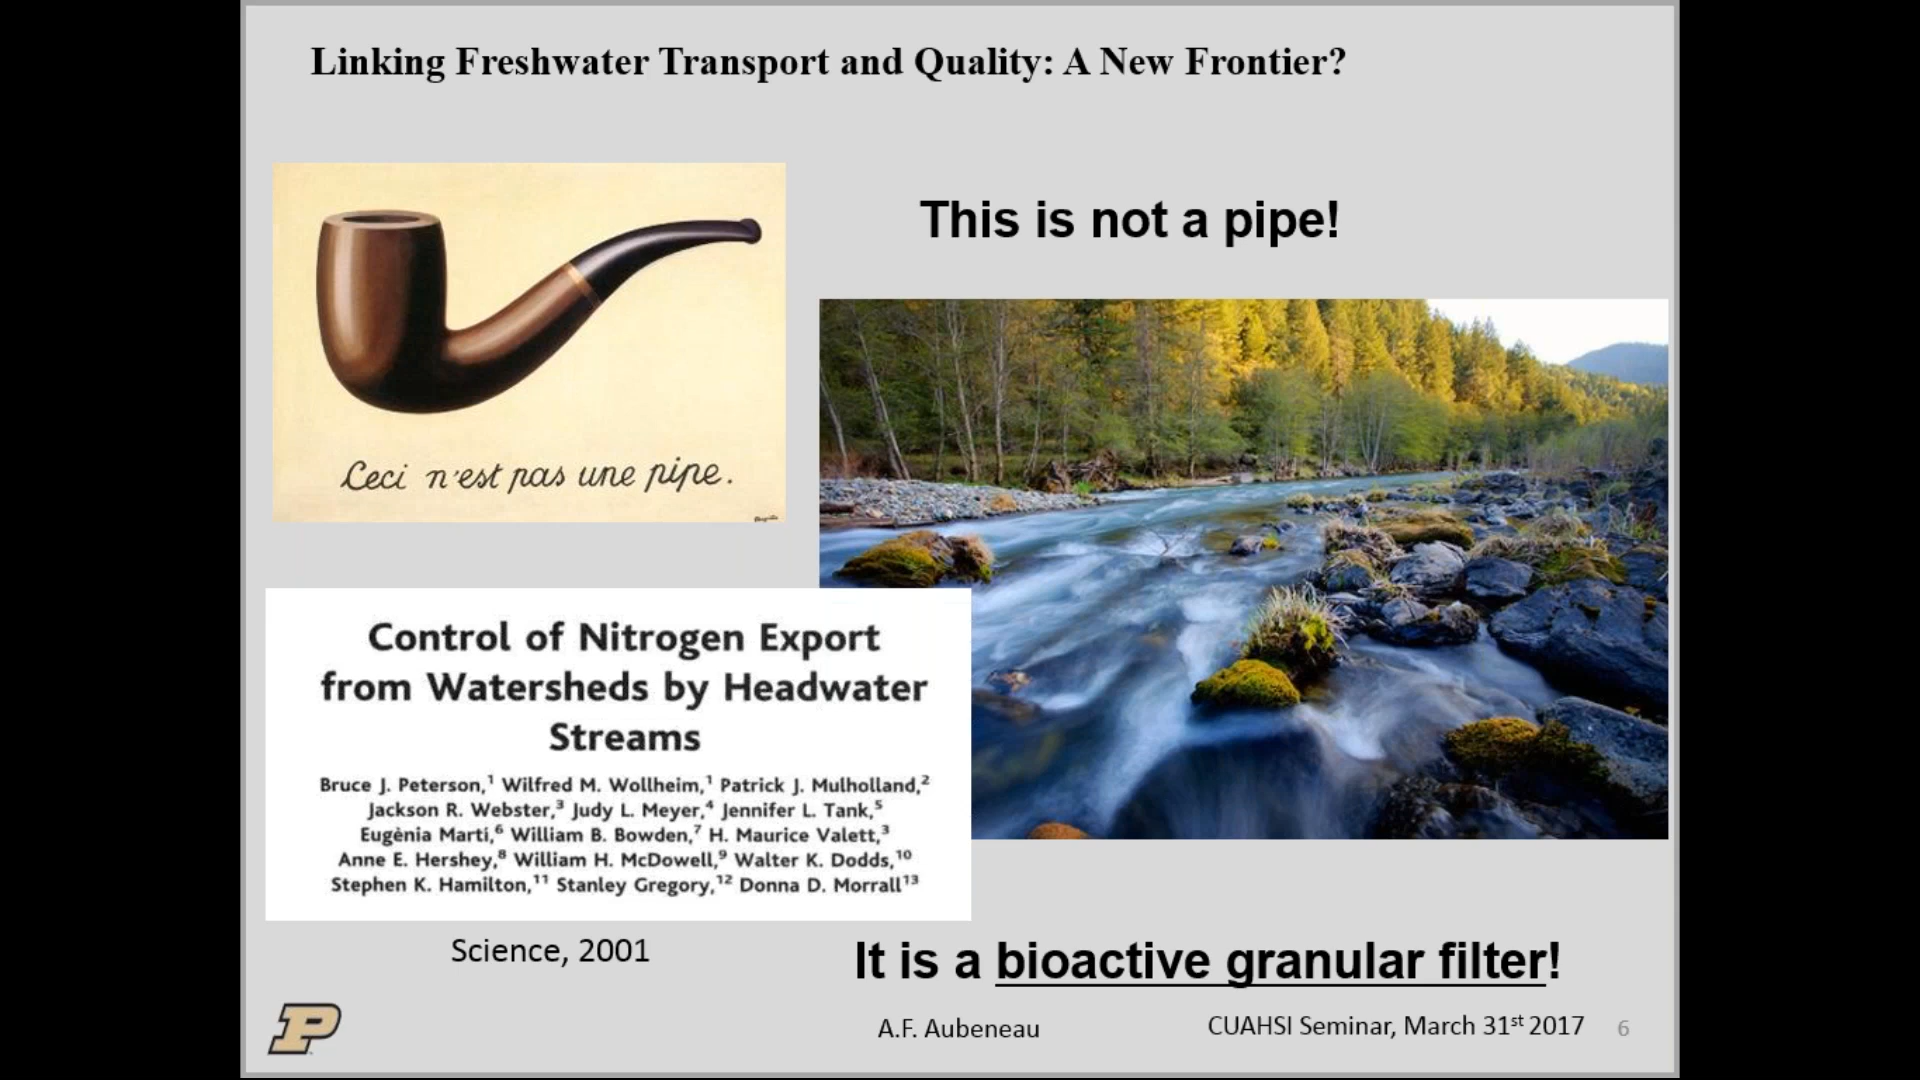 Linking Freshwater Transport and Quality: A New Frontier?
This is not a pipe!
Ceci n'est pas une pipe.
Control of Nitrogen Export
from Watersheds by Headwater
Streams
Bruce J. Peterson,¹ Wilfred M. Wollheim,¹ Patrick J. Mulholland,²
Jackson R. Webster,³ Judy L. Meyer,⁴ Jennifer L. Tank,⁵
Eugènia Martí,⁶ William B. Bowden,⁷ H. Maurice Valett,³
Anne E. Hershey,⁸ William H. McDowell,⁹ Walter K. Dodds,¹⁰
Stephen K. Hamilton,¹¹ Stanley Gregory,¹² Donna D. Morrall¹³
Science, 2001
It is a bioactive granular filter!
P
A.F. Aubeneau
CUAHSI Seminar, March 31st 2017
6